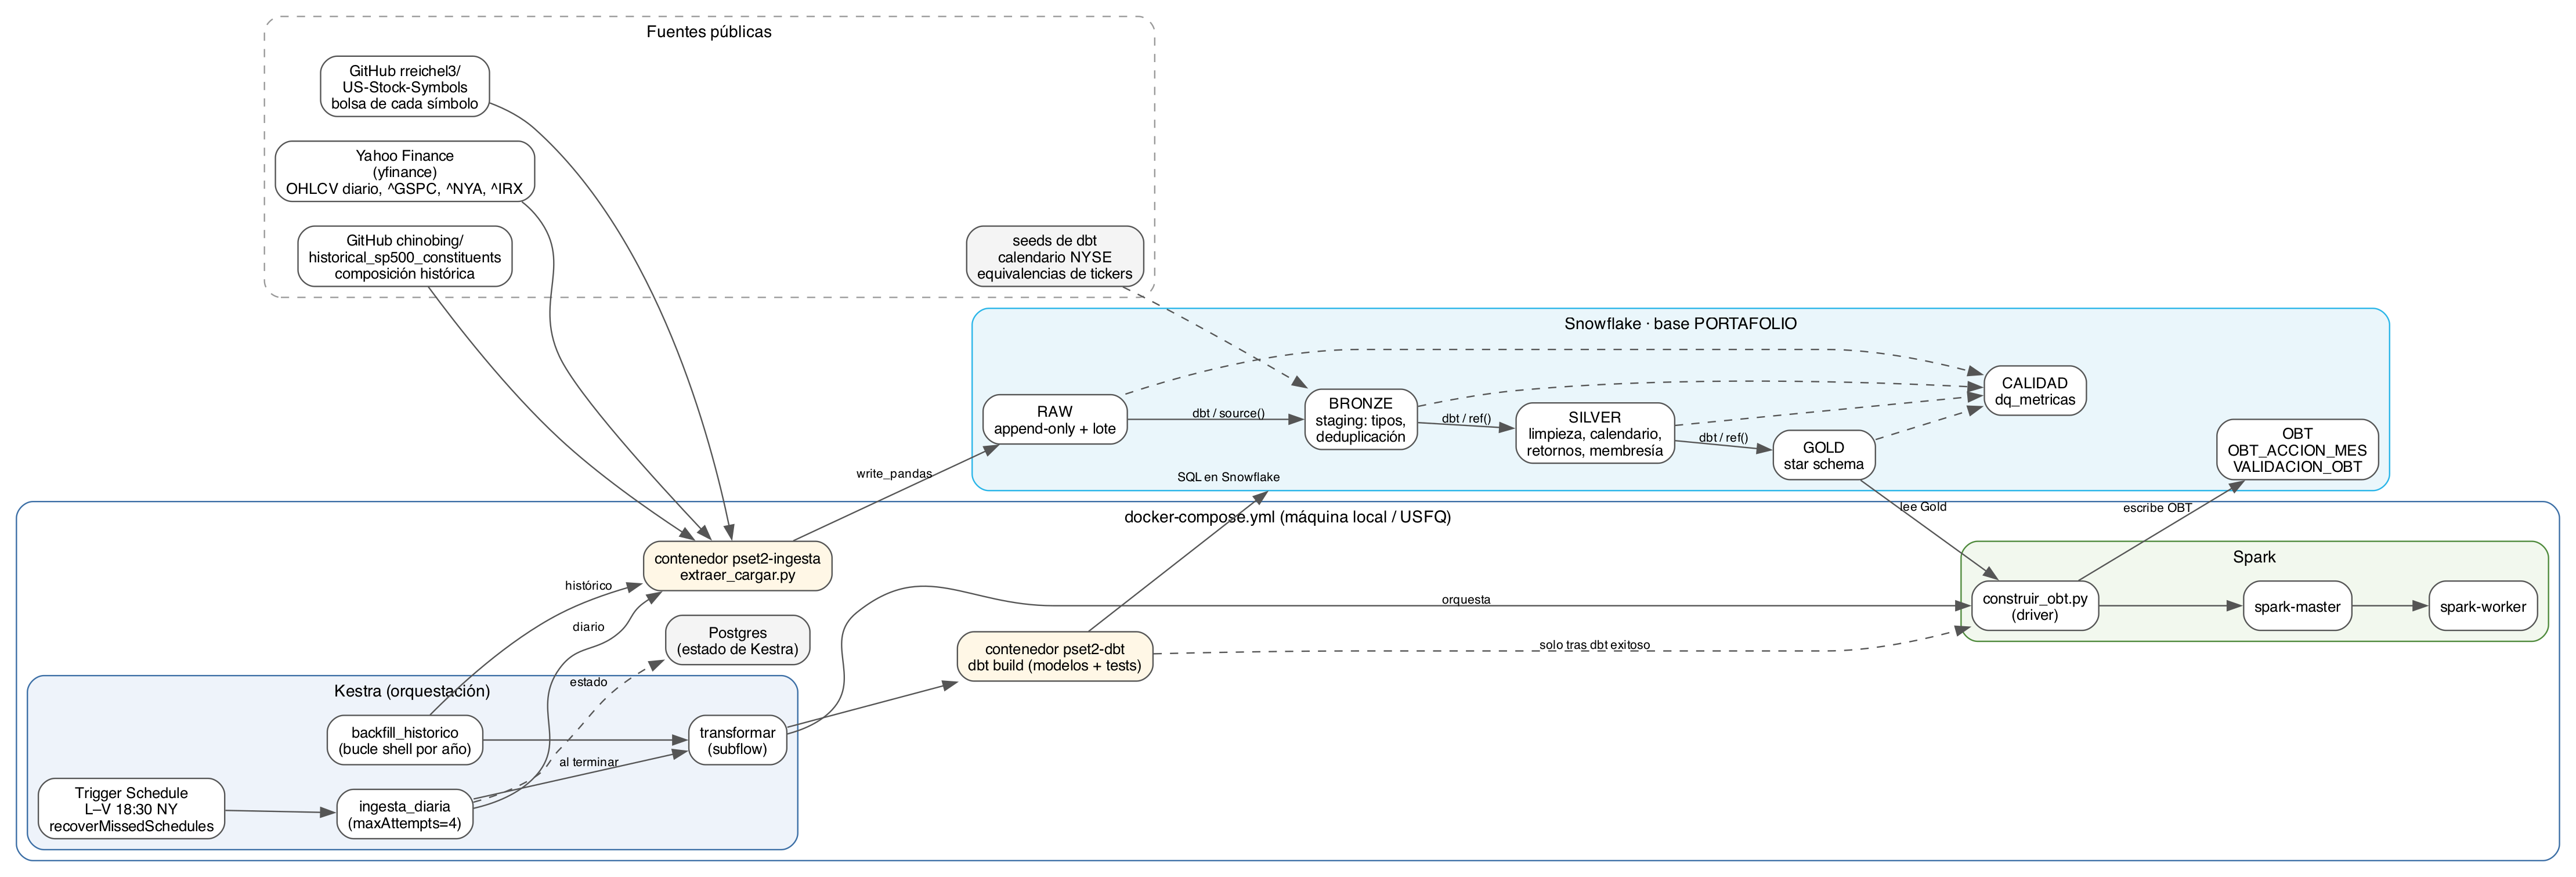 Fuentes públicas
GitHub rreichel3/
US-Stock-Symbols
bolsa de cada símbolo
Yahoo Finance
(yfinance)
OHLCV diario, ^GSPC, ^NYA, ^IRX
GitHub chinobing/
historical_sp500_constituents
composición histórica
seeds de dbt
calendario NYSE
equivalencias de tickers
Snowflake · base PORTAFOLIO
RAW
append-only + lote
dbt / source()
BRONZE
staging: tipos,
deduplicación
dbt / ref()
SILVER
limpieza, calendario,
retornos, membresía
dbt / ref()
GOLD
star schema
CALIDAD
dq_metricas
OBT
OBT_ACCION_MES
VALIDACION_OBT
write_pandas
SQL en Snowflake
lee Gold
escribe OBT
docker-compose.yml (máquina local / USFQ)
contenedor pset2-ingesta
extraer_cargar.py
histórico
diario
Postgres
(estado de Kestra)
estado
contenedor pset2-dbt
dbt build (modelos + tests)
orquesta
solo tras dbt exitoso
Spark
construir_obt.py
(driver)
spark-master
spark-worker
Kestra (orquestación)
backfill_historico
(bucle shell por año)
transformar
(subflow)
al terminar
Trigger Schedule
L–V 18:30 NY
recoverMissedSchedules
ingesta_diaria
(maxAttempts=4)